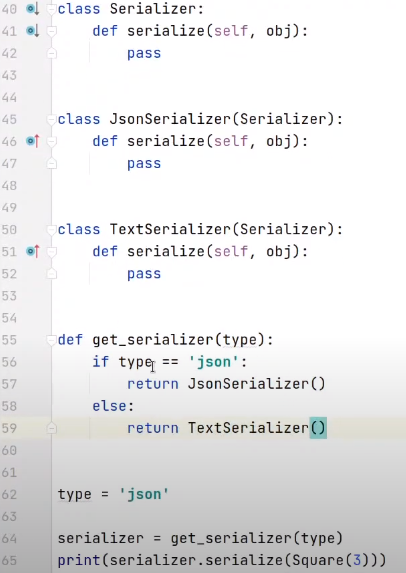 40 class Serializer:
41 def serialize(self, obj):
42 pass
43
44
45 class JsonSerializer(Serializer):
46 def serialize(self, obj):
47 pass
48
49
50 class TextSerializer(Serializer):
51 def serialize(self, obj):
52 pass
53
54
55 def get_serializer(type):
56 if type == 'json':
57 return JsonSerializer()
58 else:
59 return TextSerializer()
60
61
62 type = 'json'
63
64 serializer = get_serializer(type)
65 print(serializer.serialize(Square(3)))